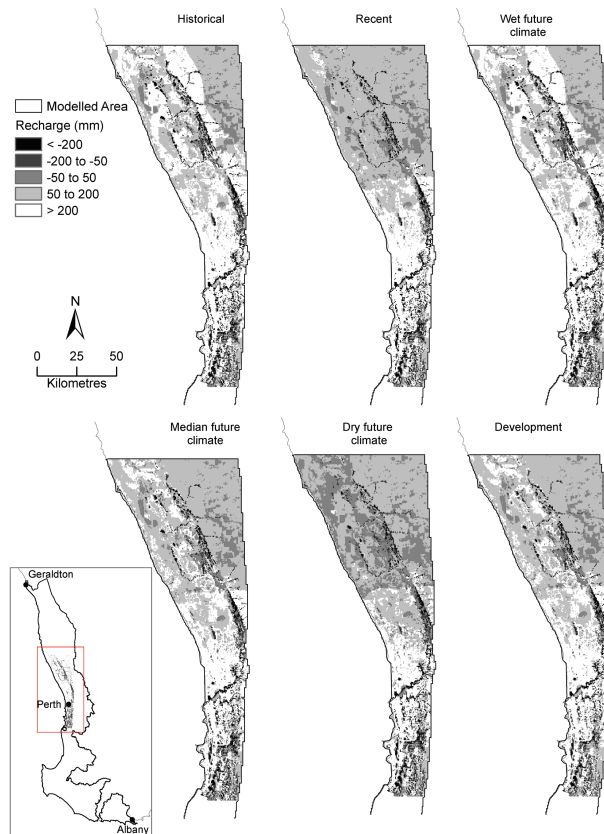 Historical
Recent
Wet future
climate
Modelled Area
Recharge (mm)
< -200
-200 to -50
-50 to 50
50 to 200
> 200
N
0 25 50
Kilometres
Median future
climate
Dry future
climate
Development
Geraldton
Perth
Albany